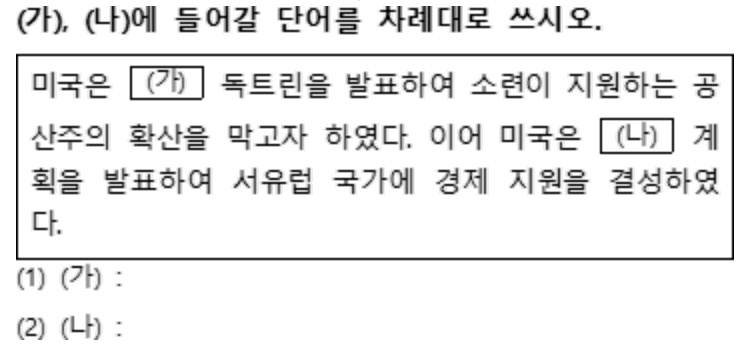 (가), (나)에 들어갈 단어를 차례대로 쓰시오.
미국은 (가) 독트린을 발표하여 소련이 지원하는 공
산주의 확산을 막고자 하였다. 이어 미국은 (나) 계
획을 발표하여 서유럽 국가에 경제 지원을 결성하였
다.
(1) (가) :
(2) (나) :